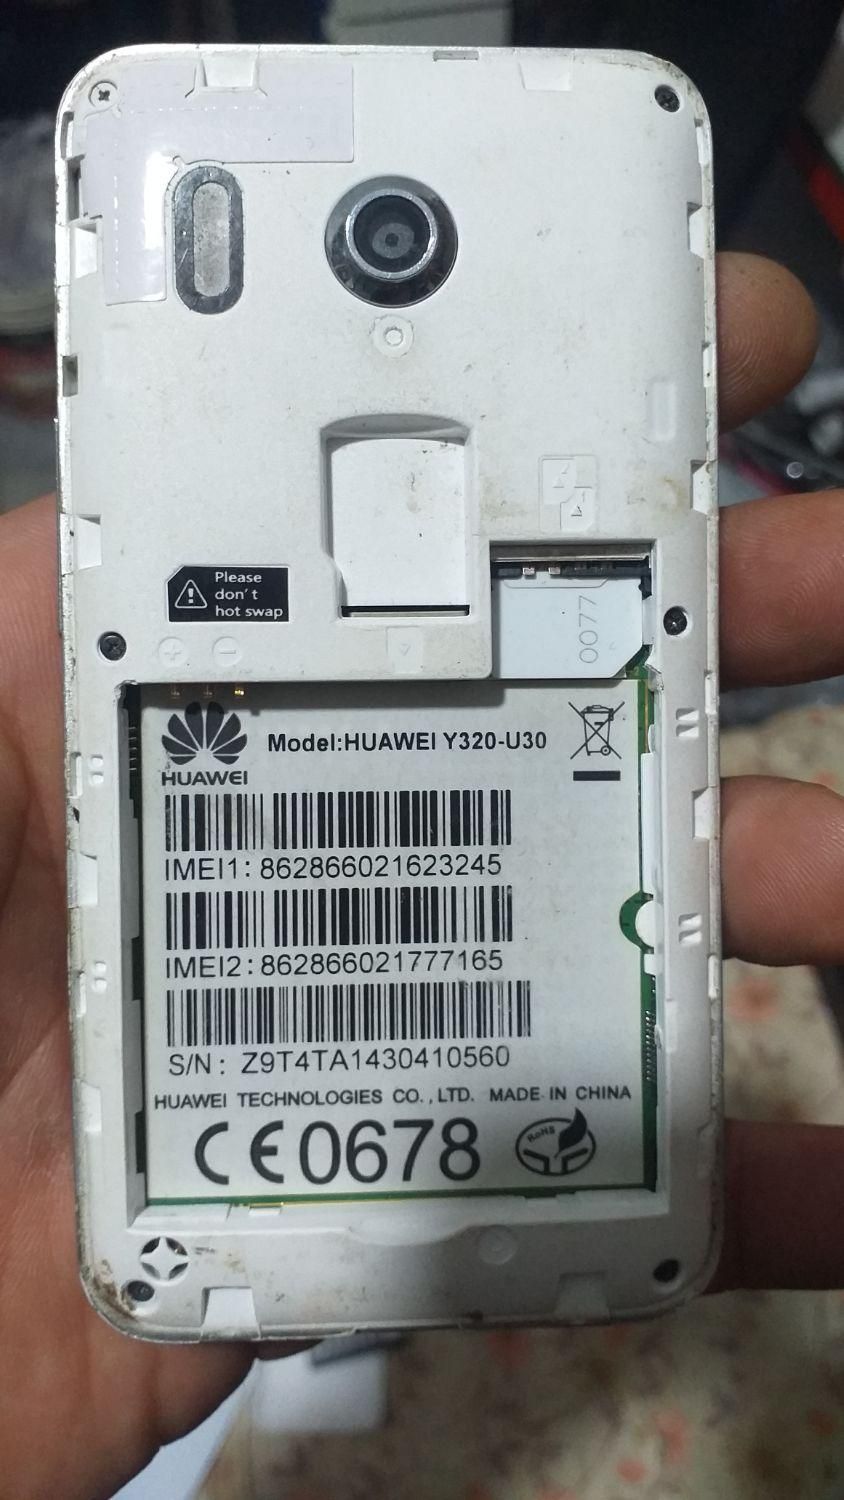 Please
don't
hot swap
0077
HUAWEI
Model:HUAWEI Y320-U30
IMEI1: 862866021623245
IMEI2: 862866021777165
S/N: Z9T4TA1430410560
HUAWEI TECHNOLOGIES CO.,LTD. MADE IN CHINA
CE0678
RoHS